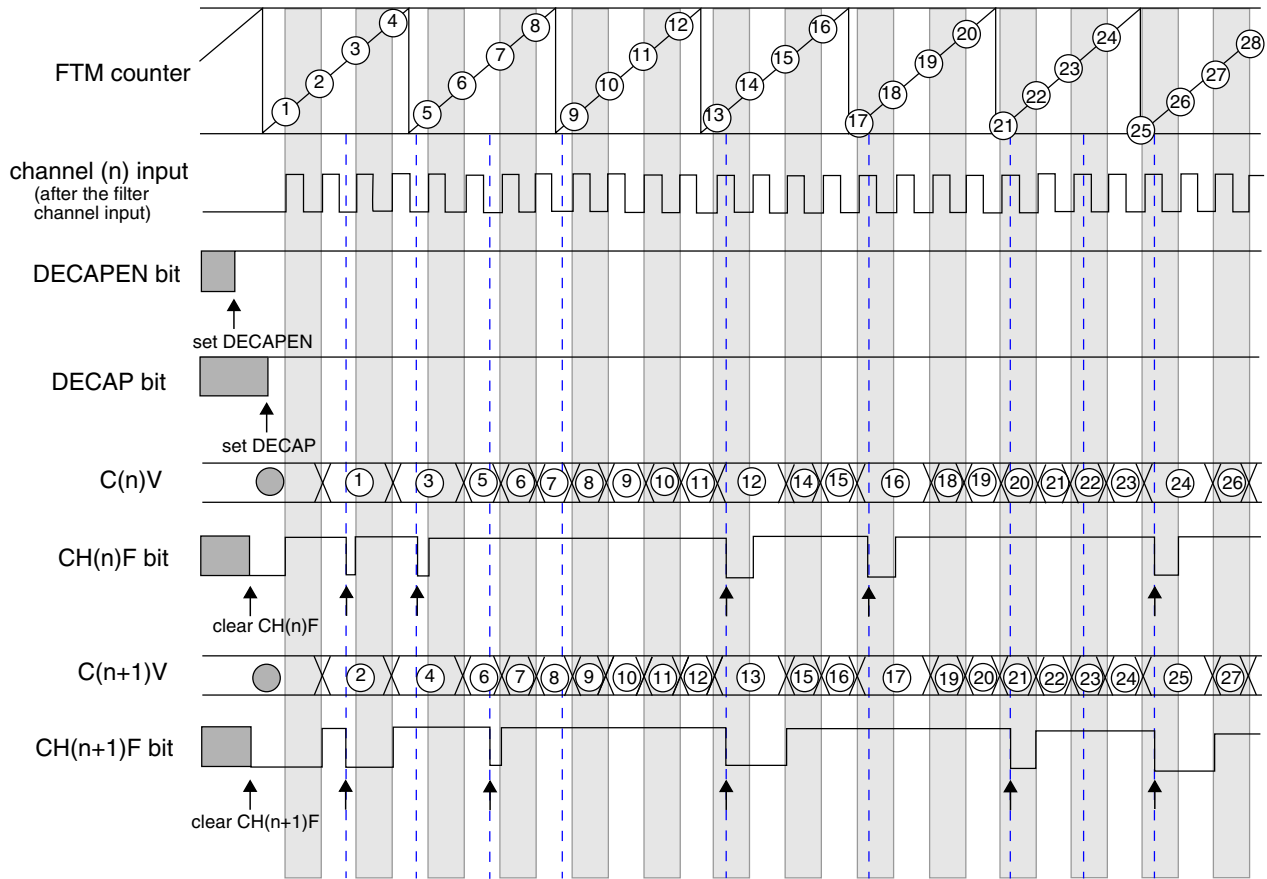 4 8 12 16 20 24 28
3 7 11 15 19 23 27
FTM counter 2 6 10 14 18 22 26
1 5 9 13 17 21 25
channel (n) input
(after the filter
channel input)
DECAPEN bit
set DECAPEN
DECAP bit
set DECAP
C(n)V 1 3 5 6 7 8 9 10 11 12 14 15 16 18 19 20 21 22 23 24 26
CH(n)F bit
clear CH(n)F
C(n+1)V 2 4 6 7 8 9 10 11 12 13 15 16 17 19 20 21 22 23 24 25 27
CH(n+1)F bit
clear CH(n+1)F